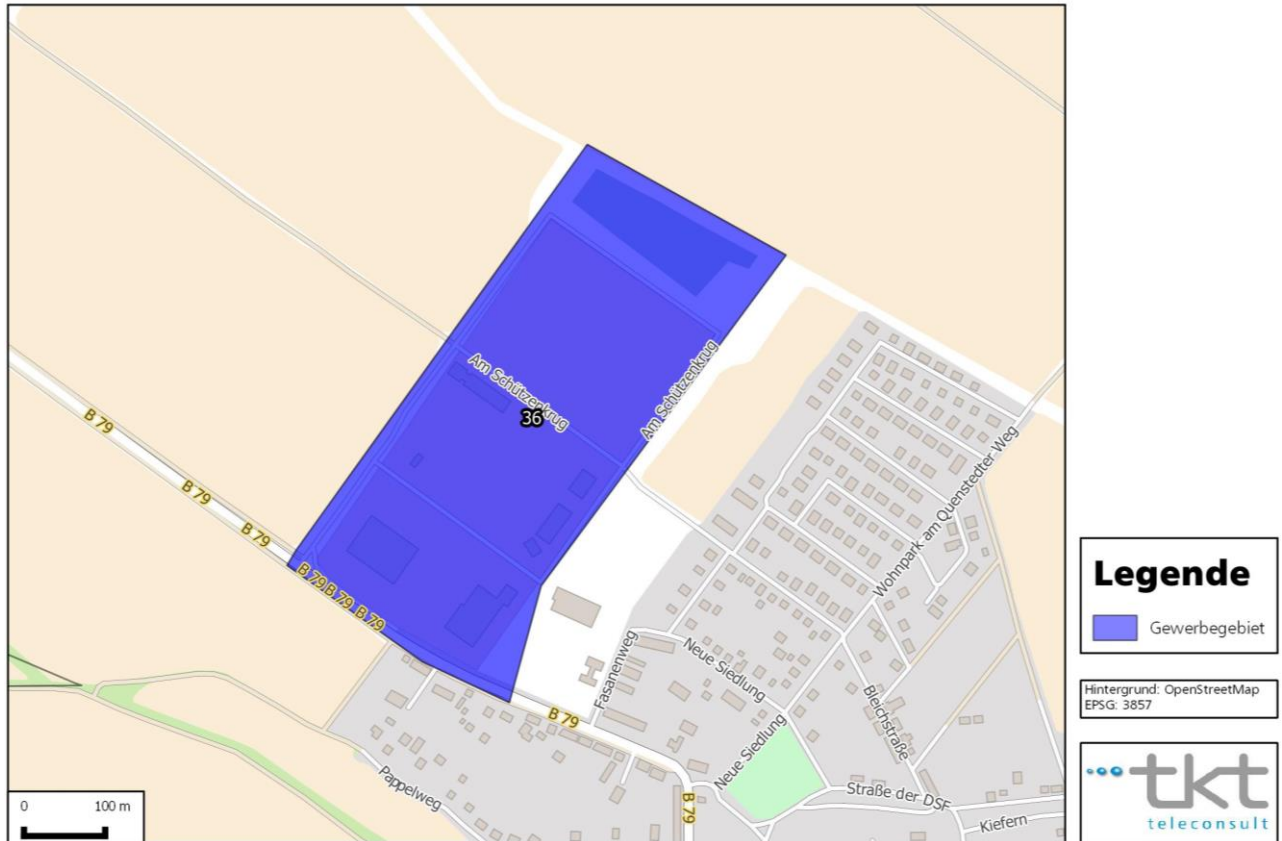 Am Schützenkrug
36
Am Schützenkrug
B 79
B 79
B 79
B 79
B 79
B 79
B 79
B 79
Wohnpark am Quenstedter Weg
Fasanenweg
Neue Siedlung
Neue Siedlung
Bleichstraße
Pappelweg
Straße der DSF
Kiefern
0 100 m
Legende
Gewerbegebiet
Hintergrund: OpenStreetMap
EPSG: 3857
tkt
teleconsult